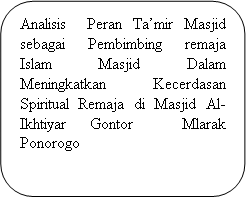 Analisis Peran Ta’mir Masjid
sebagai Pembimbing remaja
Islam Masjid Dalam
Meningkatkan Kecerdasan
Spiritual Remaja di Masjid Al-
Ikhtiyar Gontor Mlarak
Ponorogo